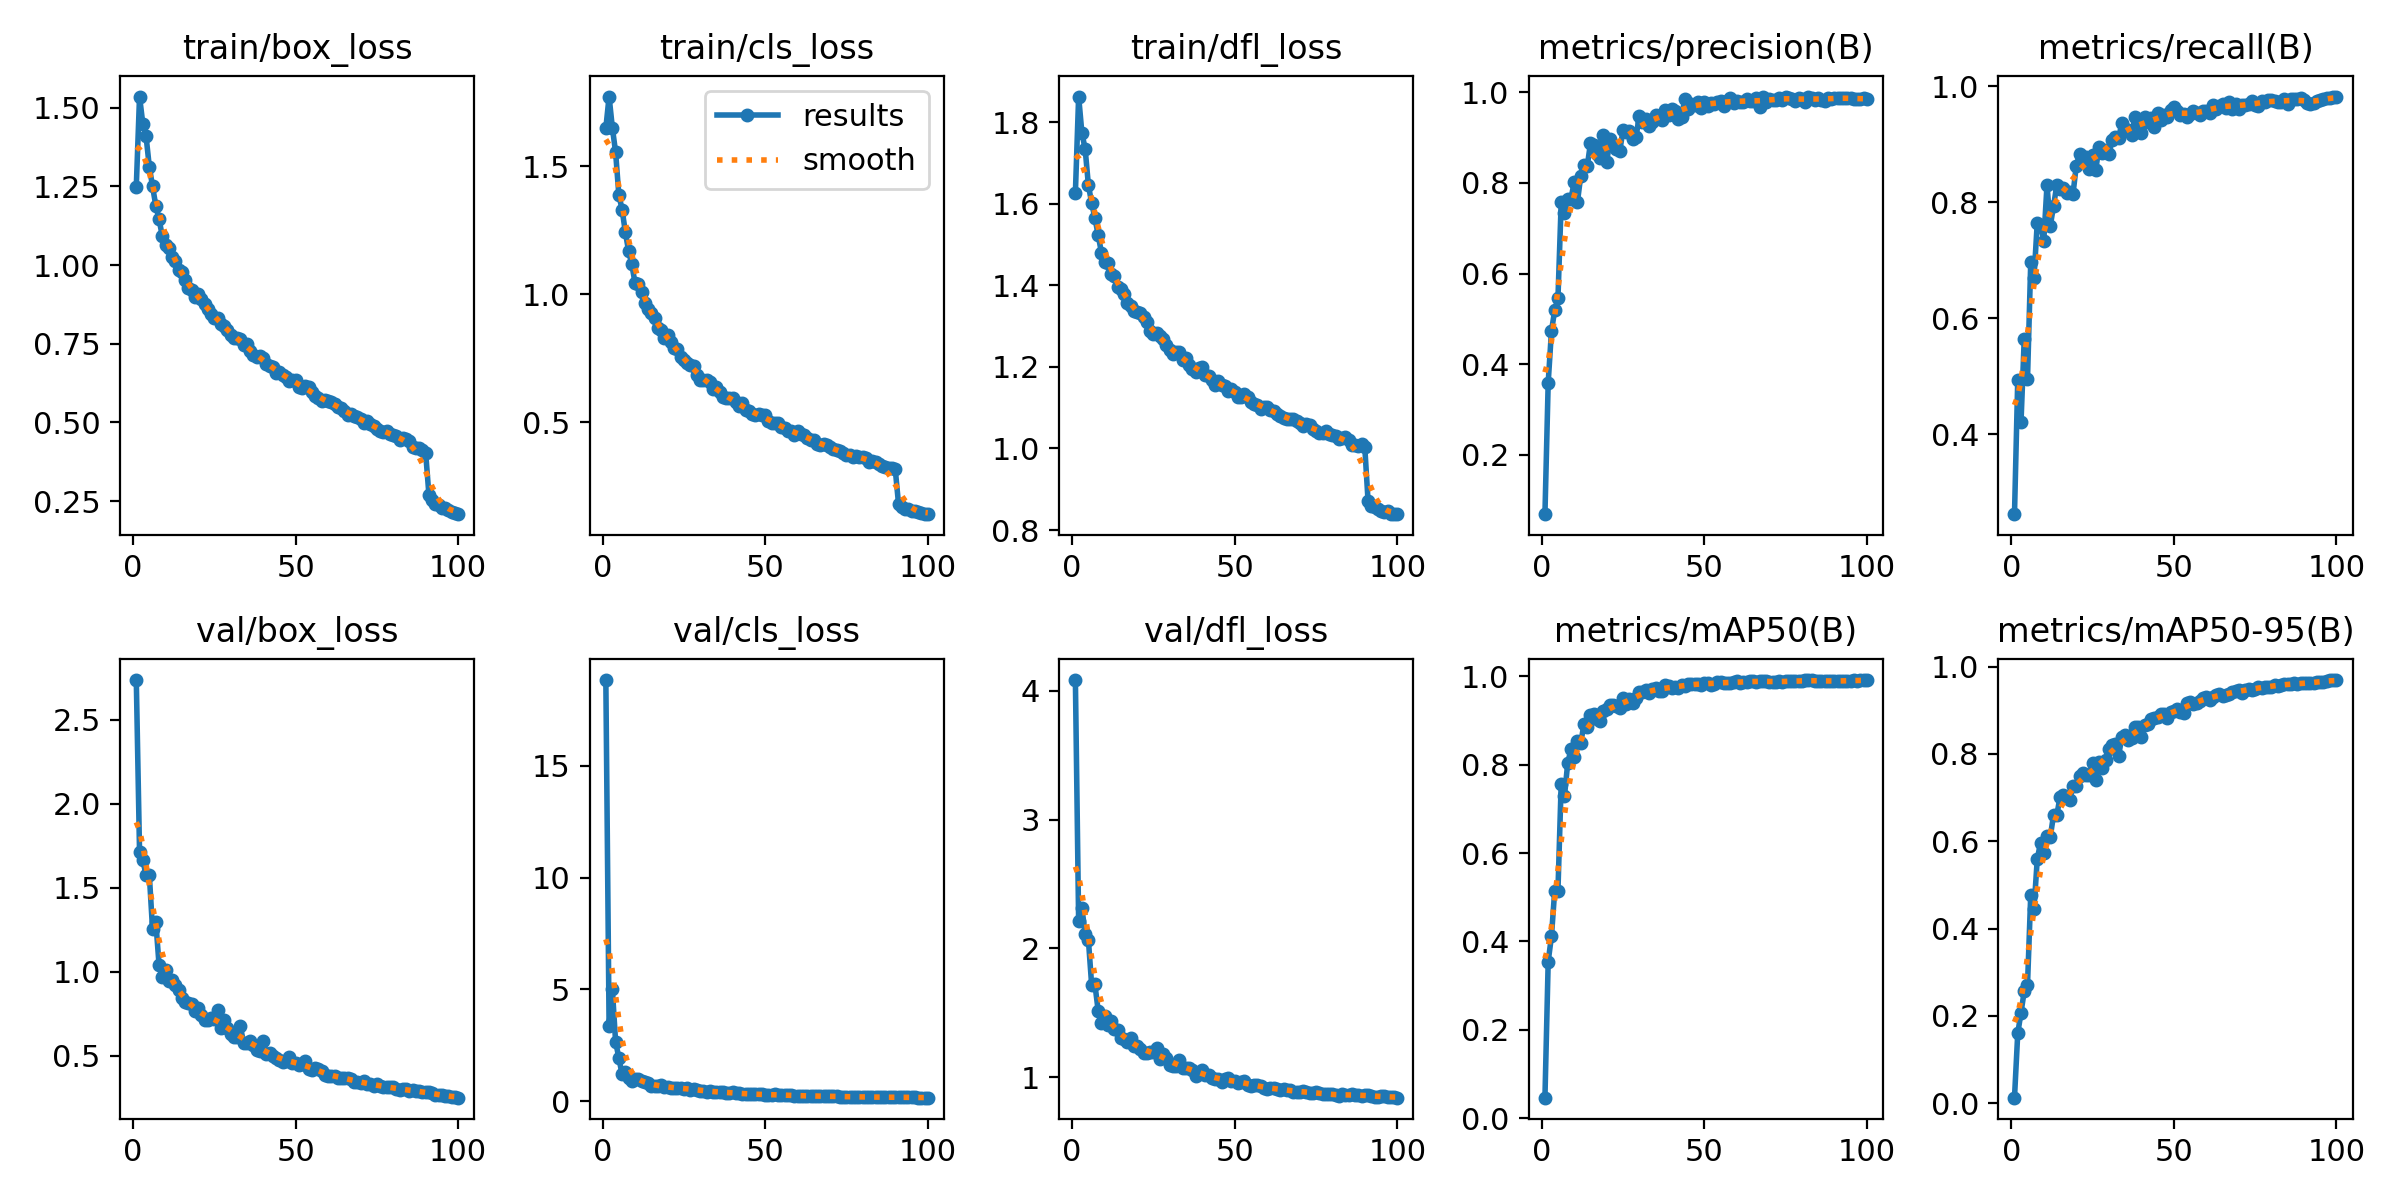 train/box_loss
1.50
1.25
1.00
0.75
0.50
0.25
0 50 100
train/cls_loss
results
smooth
1.5
1.0
0.5
0 50 100
train/dfl_loss
1.8
1.6
1.4
1.2
1.0
0.8
0 50 100
metrics/precision(B)
1.0
0.8
0.6
0.4
0.2
0 50 100
metrics/recall(B)
1.0
0.8
0.6
0.4
0 50 100
val/box_loss
2.5
2.0
1.5
1.0
0.5
0 50 100
val/cls_loss
15
10
5
0
0 50 100
val/dfl_loss
4
3
2
1
0 50 100
metrics/mAP50(B)
1.0
0.8
0.6
0.4
0.2
0.0
0 50 100
metrics/mAP50-95(B)
1.0
0.8
0.6
0.4
0.2
0.0
0 50 100